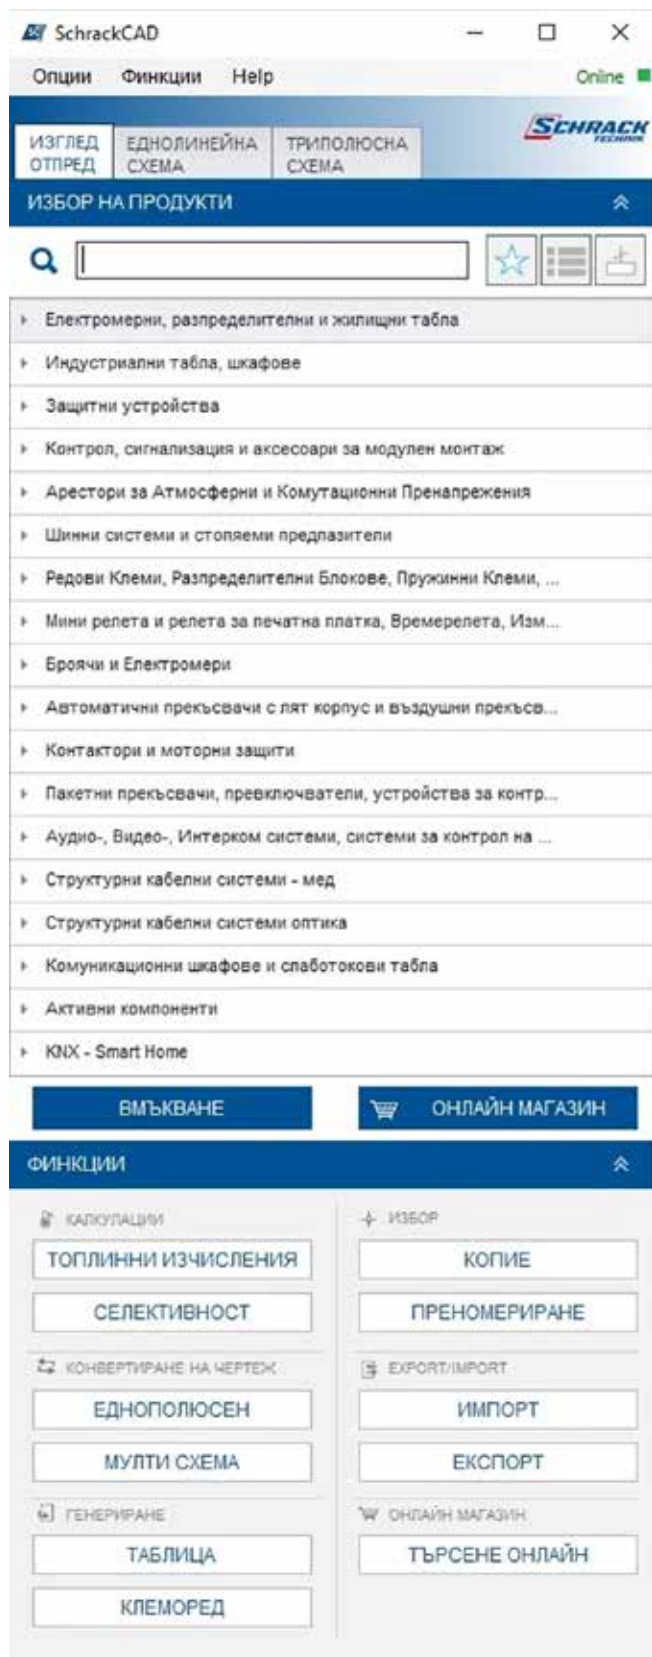 SchrackCAD
Опции Финкции Help Online
ИЗГЛЕД ОТПРЕД
ЕДНОЛИНЕЙНА СХЕМА
ТРИПОЛЮСНА СХЕМА
SCHRACK
TECHNIK
ИЗБОР НА ПРОДУКТИ
Електромерни, разпределителни и жилищни табла
Индустриални табла, шкафове
Защитни устройства
Контрол, сигнализация и аксесоари за модулен монтаж
Арестори за Атмосферни и Комутационни Пренапрежения
Шинни системи и стопяеми предпазители
Редови Клеми, Разпределителни Блокове, Пружинни Клеми, ...
Мини релета и релета за печатна платка, Времерелета, Изм...
Броячи и Електромери
Автоматични прекъсвачи с лят корпус и въздушни прекъсв...
Контактори и моторни защити
Пакетни прекъсвачи, превключватели, устройства за контр...
Аудио-, Видео-, Интерком системи, системи за контрол на ...
Структурни кабелни системи - мед
Структурни кабелни системи оптика
Комуникационни шкафове и слаботокови табла
Активни компоненти
KNX - Smart Home
ВМЪКВАНЕ ОНЛАЙН МАГАЗИН
ФИНКЦИИ
КАЛКУЛАЦИИ
ТОПЛИННИ ИЗЧИСЛЕНИЯ
СЕЛЕКТИВНОСТ
КОНВЕРТИРАНЕ НА ЧЕРТЕЖ
ЕДНОПОЛЮСЕН
МУЛТИ СХЕМА
ГЕНЕРИРАНЕ
ТАБЛИЦА
КЛЕМОРЕД
ИЗБОР
КОПИЕ
ПРЕНОМЕРИРАНЕ
EXPORT/IMPORT
ИМПОРТ
ЕКСПОРТ
ОНЛАЙН МАГАЗИН
ТЪРСЕНЕ ОНЛАЙН